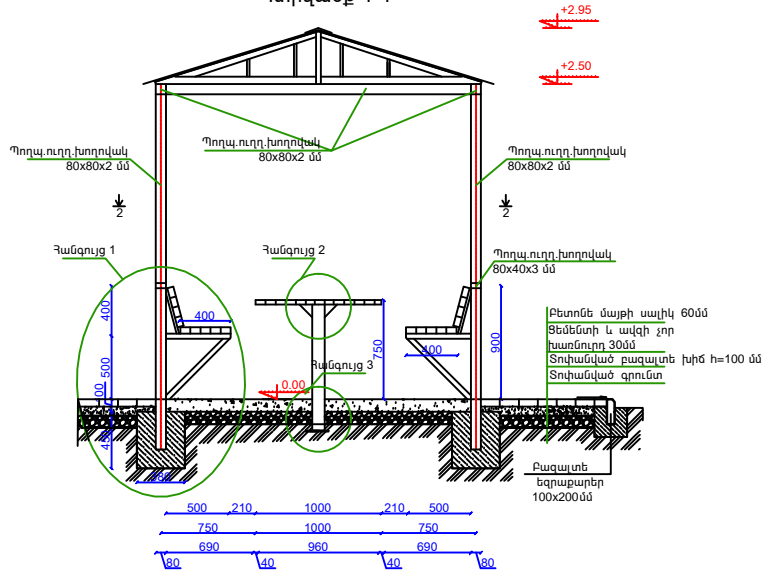 +2.95
+2.50
Պողպ.ուղղ.խողովակ
80x80x2 մմ
Պողպ.ուղղ.խողովակ
80x80x2 մմ
Պողպ.ուղղ.խողովակ
80x80x2 մմ
2
2
Հանգույց 1
Հանգույց 2
Պողպ.ուղղ.խողովակ
80x40x3 մմ
400
400
750
400
900
Բետոնե մայթի սալիկ 60մմ
Ցեմենտի և ավզի չոր
խառնուրդ 30մմ
Տոփանված բազալտե խիճ h=100 մմ
Տոփանված գրունտ
500
Հանգույց 3
0.00
100
Բազալտե
եզրաքարեր
100x200մմ
500 210 1000 210 500
750 1000 750
690 960 690
80 40 40 80